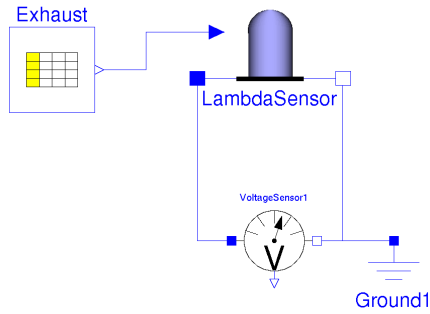 Exhaust
LambdaSensor
VoltageSensor1
V
Ground1